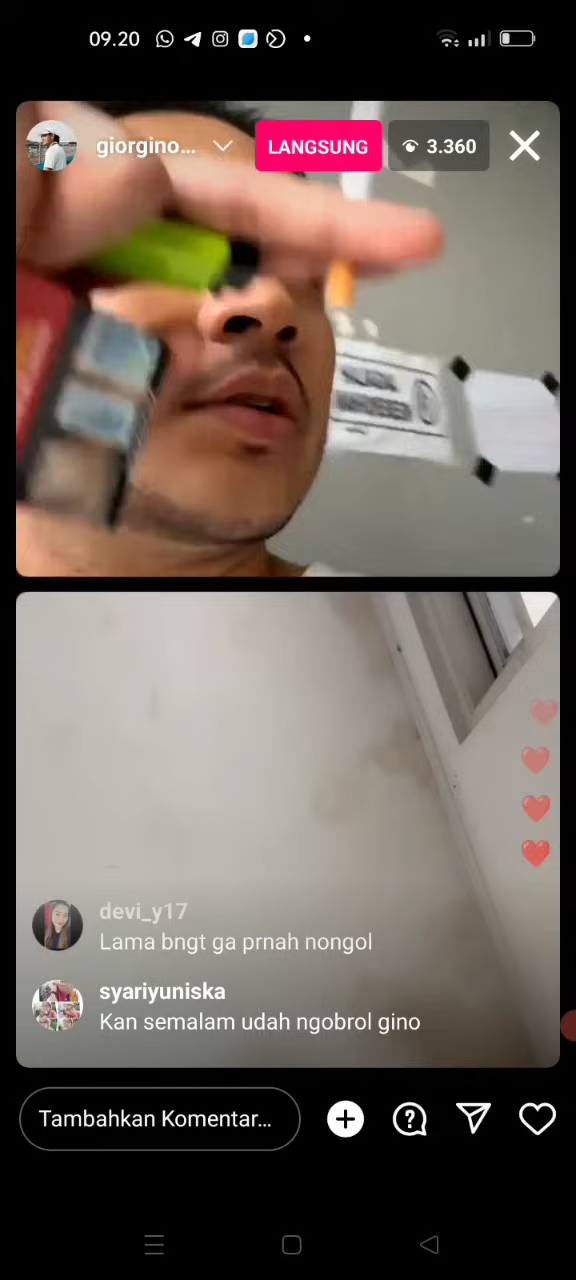 09.20
giorgino...
LANGSUNG
3.360
devi_y17
Lama bngt ga prnah nongol
syariyuniska
Kan semalam udah ngobrol gino
Tambahkan Komentar...